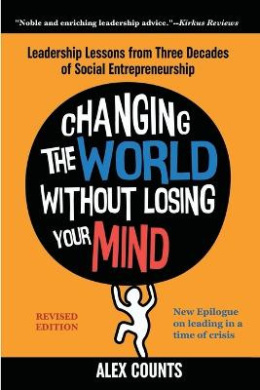 "Noble and enriching leadership advice."--Kirkus Reviews
Leadership Lessons from Three Decades
of Social Entrepreneurship
CHANGING
THE WORLD
WITHOUT LOSING
YOUR MIND
REVISED
EDITION
New Epilogue
on leading in a
time of crisis
ALEX COUNTS